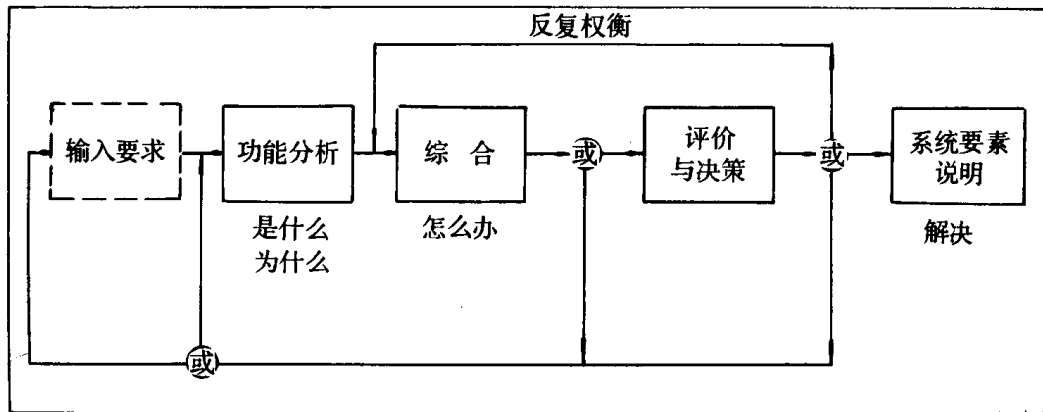 反复权衡
输入要求
功能分析
综合
或
评价
与决策
或
系统要素
说明
是什么
为什么
怎么办
解决
或